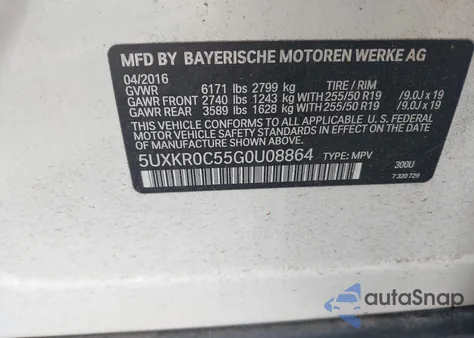 MFD BY BAYERISCHE MOTOREN WERKE AG
04/2016
GVWR 6171 lbs 2799 kg TIRE / RIM
GAWR FRONT 2740 lbs 1243 kg WITH 255/50 R19 /9.0J x 19
GAWR REAR 3589 lbs 1628 kg WITH 255/50 R19 /9.0J x 19
THIS VEHICLE CONFORMS TO ALL APPLICABLE U.S. FEDERAL
MOTOR VEHICLE SAFETY STANDARDS IN EFFECT ON THE DATE
OF MANUFACTURE SHOWN ABOVE.
5UXKR0C55G0U08864 TYPE: MPV 300U
7 320 729
autoSnap